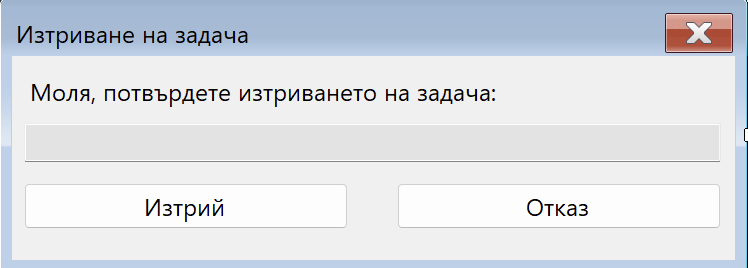 Изтриване на задача
Моля, потвърдете изтриването на задача:
Изтрий
Отказ